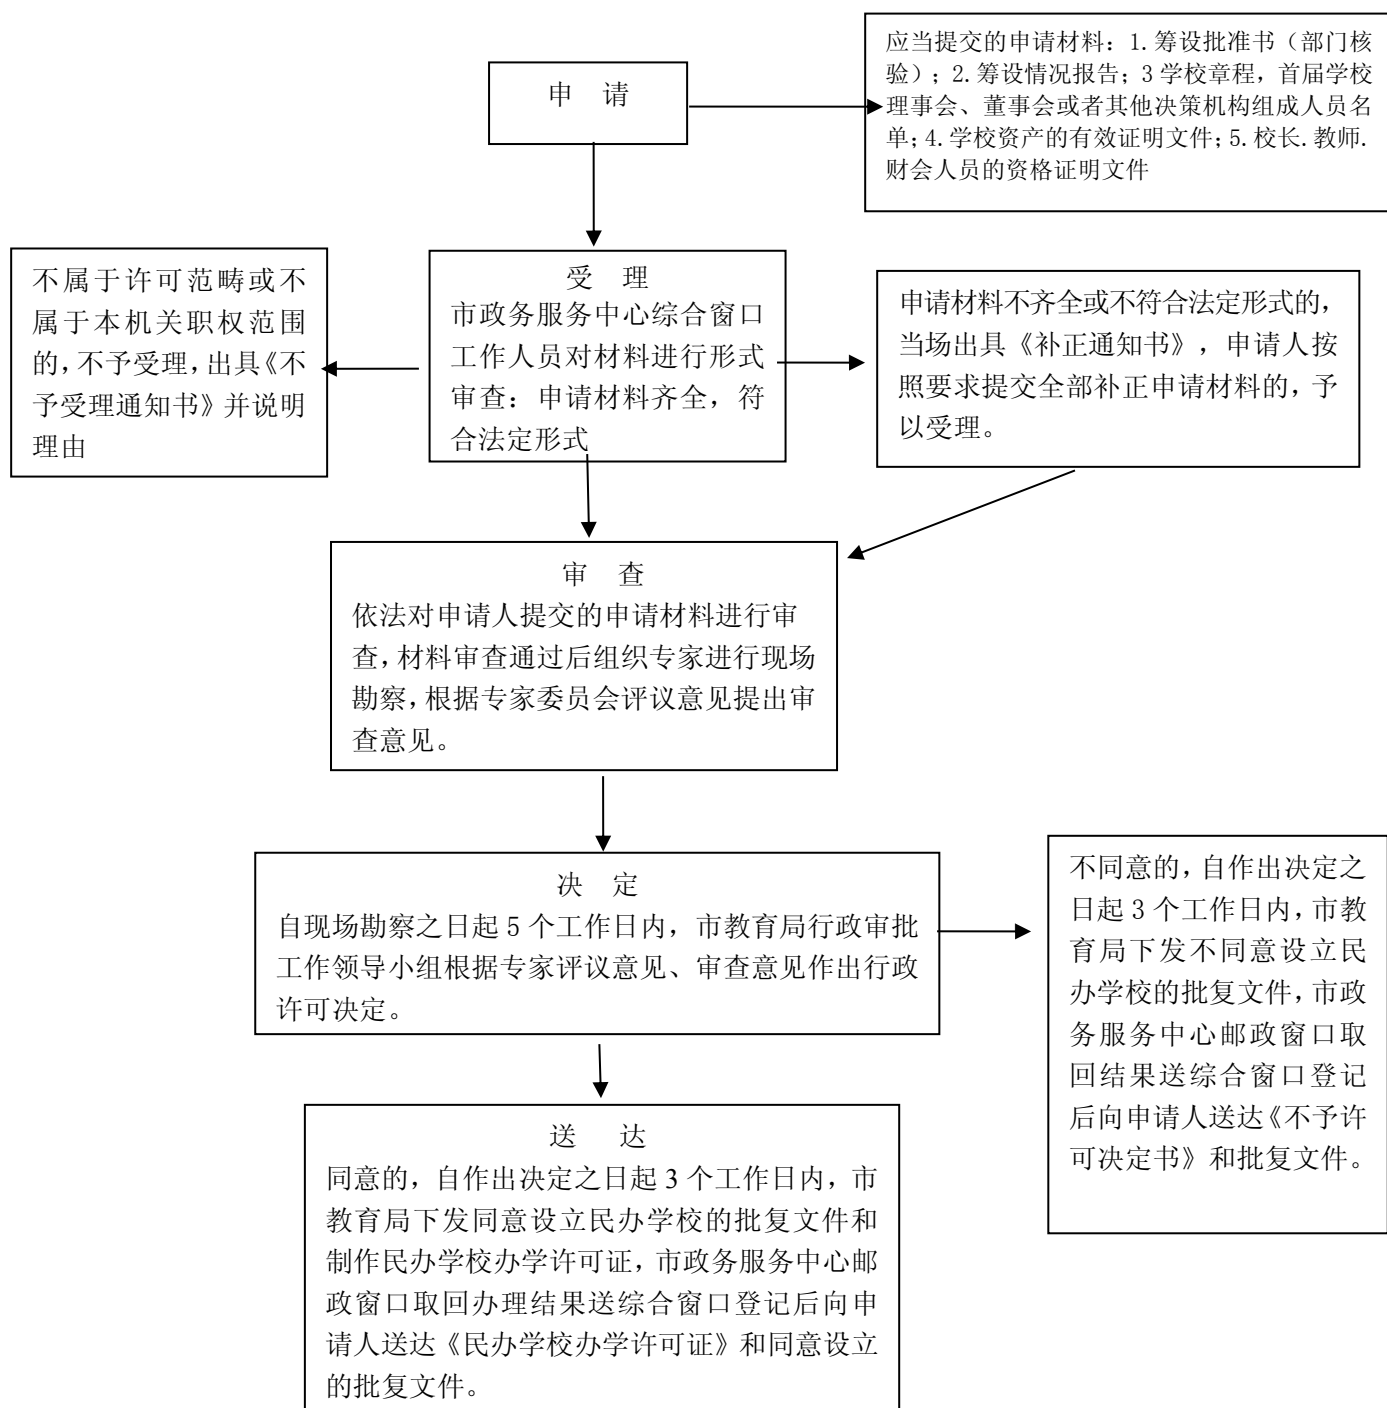 申 请
应当提交的申请材料：1.筹设批准书（部门核
验）；2.筹设情况报告；3 学校章程，首届学校
理事会、董事会或者其他决策机构组成人员名
单；4.学校资产的有效证明文件；5.校长.教师.
财会人员的资格证明文件
不属于许可范畴或不
属于本机关职权范围
的，不予受理，出具《不
予受理通知书》并说明
理由
受 理
市政务服务中心综合窗口
工作人员对材料进行形式
审查：申请材料齐全，符
合法定形式
申请材料不齐全或不符合法定形式的，
当场出具《补正通知书》，申请人按
照要求提交全部补正申请材料的，予
以受理。
审 查
依法对申请人提交的申请材料进行审
查，材料审查通过后组织专家进行现场
勘察，根据专家委员会评议意见提出审
查意见。
决 定
自现场勘察之日起 5 个工作日内，市教育局行政审批
工作领导小组根据专家评议意见、审查意见作出行政
许可决定。
不同意的，自作出决定之
日起 3 个工作日内，市教
育局下发不同意设立民
办学校的批复文件，市政
务服务中心邮政窗口取
回结果送综合窗口登记
后向申请人送达《不予许
可决定书》和批复文件。
送 达
同意的，自作出决定之日起 3 个工作日内，市
教育局下发同意设立民办学校的批复文件和
制作民办学校办学许可证，市政务服务中心邮
政窗口取回办理结果送综合窗口登记后向申
请人送达《民办学校办学许可证》和同意设立
的批复文件。